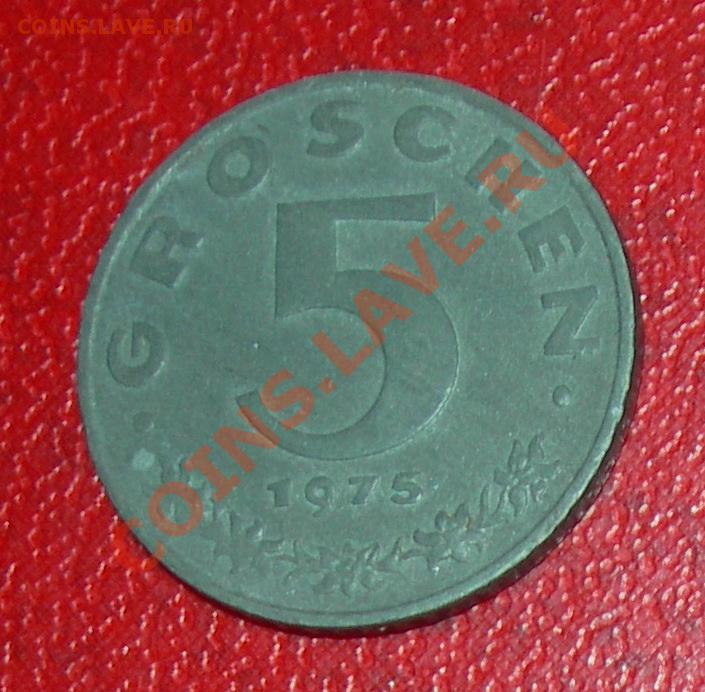 COINS.LAVE.RU
• GROSCHEN •
5
1975
COINS.LAVE.RU